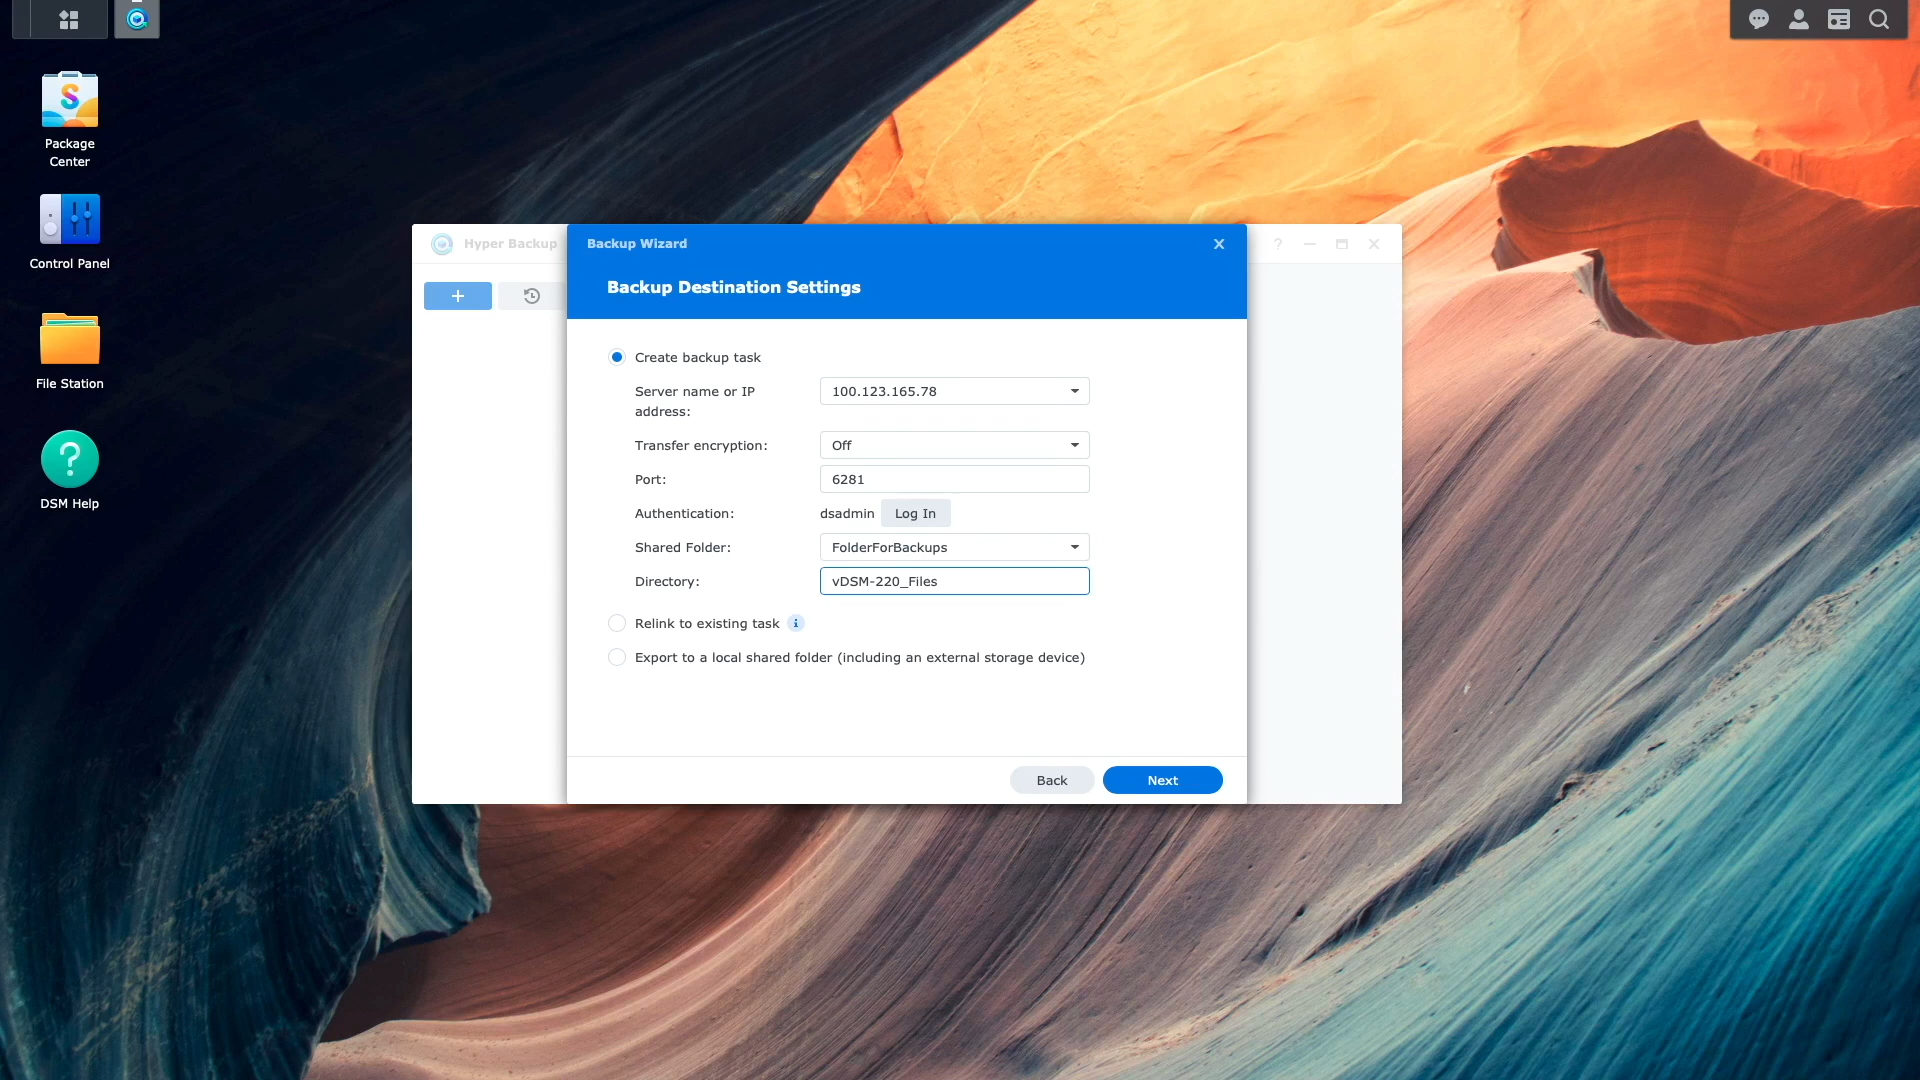 Package
Center
Control Panel
File Station
DSM Help
Hyper Backup
Backup Wizard
Backup Destination Settings
Create backup task
Server name or IP
address:
100.123.165.78
Transfer encryption:
Off
Port:
6281
Authentication:
dsadmin
Log In
Shared Folder:
FolderForBackups
Directory:
vDSM-220_Files
Relink to existing task
Export to a local shared folder (including an external storage device)
Back
Next